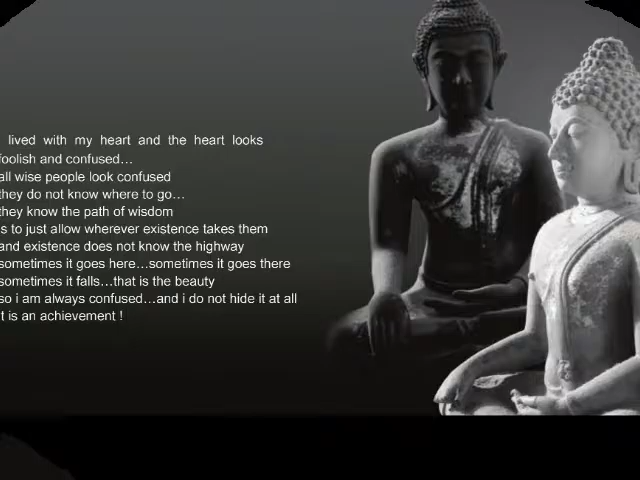 lived with my heart and the heart looks
foolish and confused...
all wise people look confused
they do not know where to go...
they know the path of wisdom
s to just allow wherever existence takes them
and existence does not know the highway
sometimes it goes here...sometimes it goes there
sometimes it falls...that is the beauty
so i am always confused...and i do not hide it at all
t is an achievement !